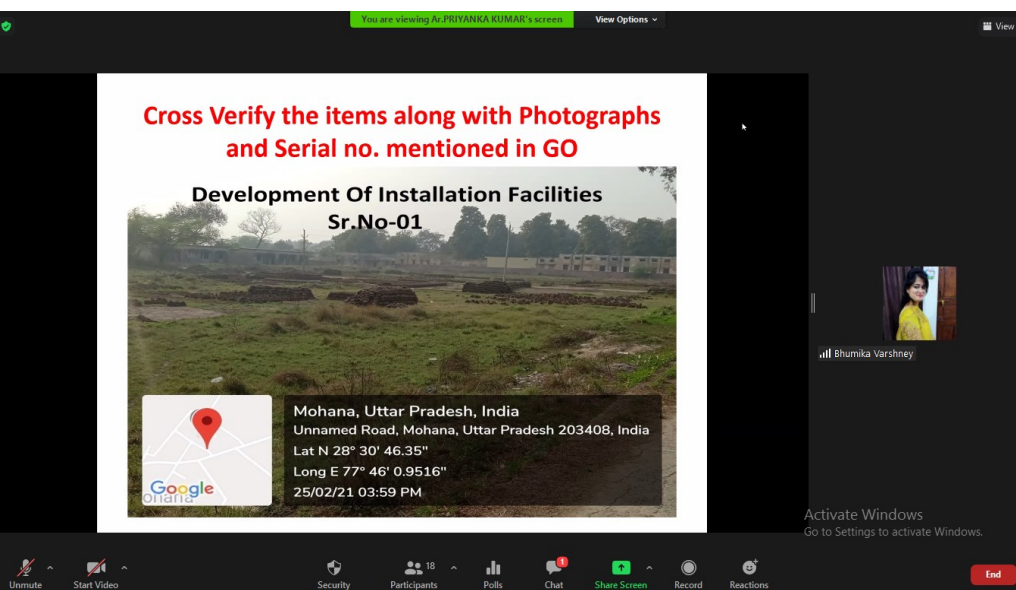 You are viewing Ar.PRIYANKA KUMAR's screen
View Options
View
Cross Verify the items along with Photographs
and Serial no. mentioned in GO
Development Of Installation Facilities
Sr.No-01
Mohana, Uttar Pradesh, India
Unnamed Road, Mohana, Uttar Pradesh 203408, India
Lat N 28° 30' 46.35"
Long E 77° 46' 0.9516"
25/02/21 03:59 PM
Google
ohana
Bhumika Varshney
Activate Windows
Go to Settings to activate Windows.
Unmute
Start Video
Security
18
Participants
Polls
1
Chat
Share Screen
Record
Reactions
End